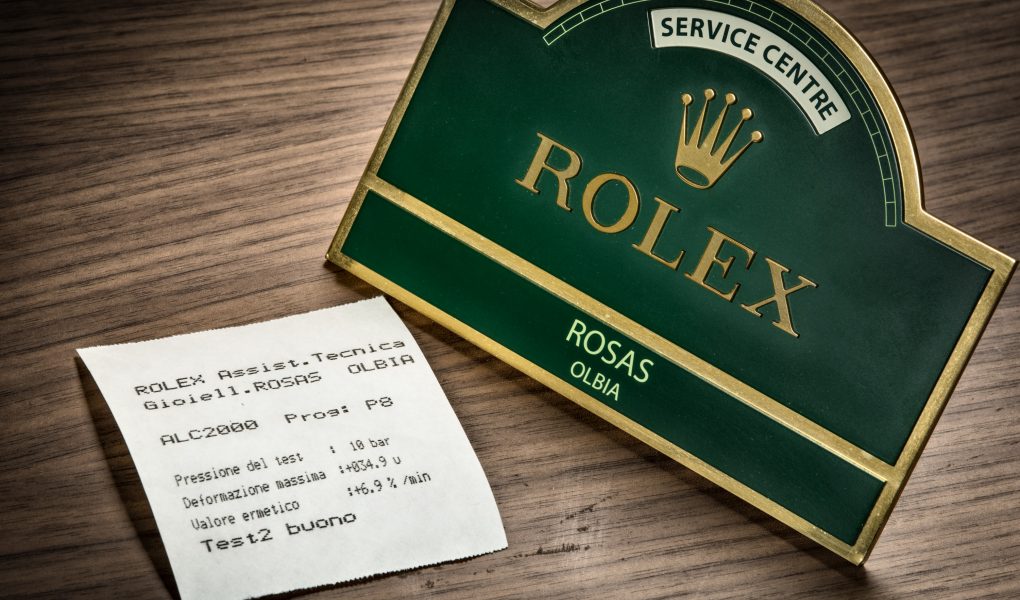 SERVICE CENTRE
ROLEX
ROSAS
OLBIA
ROLEX Assist.Tecnica
Gioiell.ROSAS OLBIA
ALC2000 Prog: P8
Pressione del test : 10 bar
Deformazione massima :+034.9 u
Valore ermetico :+6.9 % /min
Test2 buono